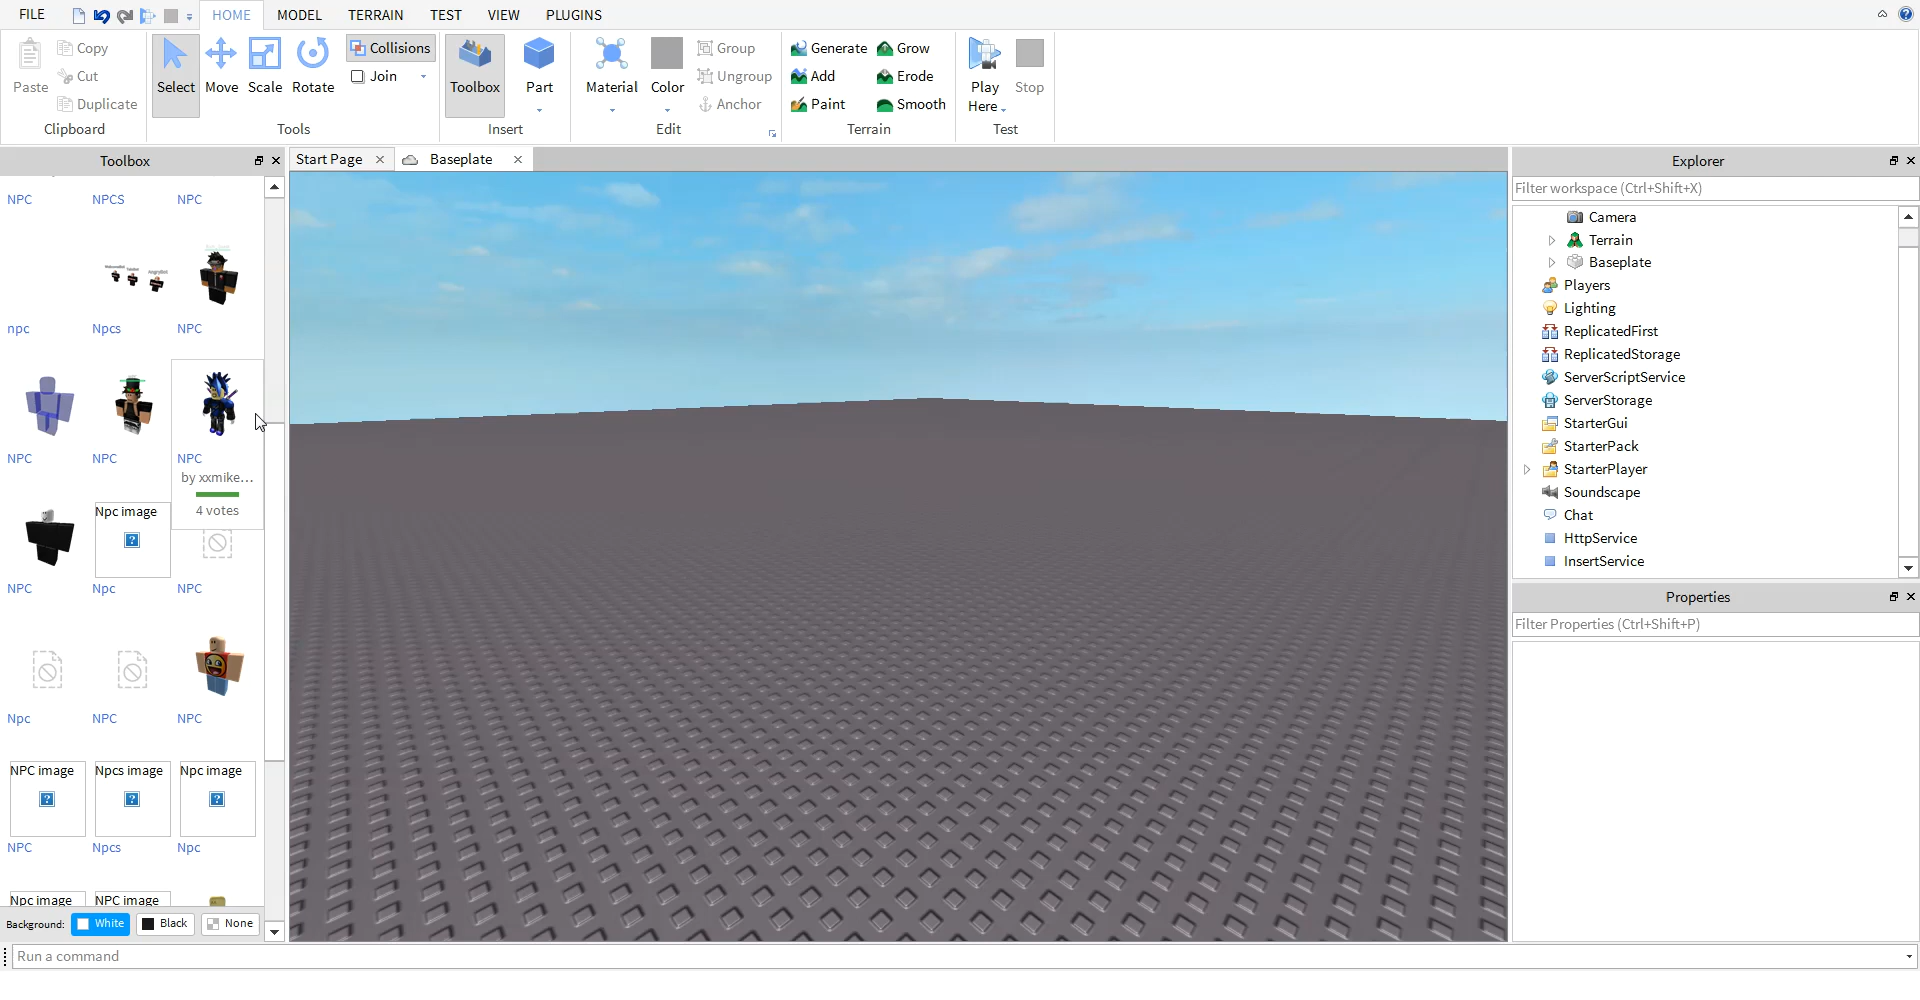 FILE
HOME
MODEL
TERRAIN
TEST
VIEW
PLUGINS
Paste
Copy
Cut
Duplicate
Clipboard
Select
Move
Scale
Rotate
Collisions
Join
Tools
Toolbox
Part
Insert
Material
Color
Group
Ungroup
Anchor
Edit
Generate
Add
Paint
Grow
Erode
Smooth
Terrain
Play
Here
Stop
Test
Toolbox
NPC NPCS NPC
npc Npcs NPC
NPC NPC NPC
by xxmike...
4 votes
Npc image
NPC Npc NPC
Npc NPC NPC
NPC image Npcs image Npc image
NPC Npcs Npc
Npc image NPC image
Background: White Black None
Start Page
Baseplate
Explorer
Filter workspace (Ctrl+Shift+X)
Camera
Terrain
Baseplate
Players
Lighting
ReplicatedFirst
ReplicatedStorage
ServerScriptService
ServerStorage
StarterGui
StarterPack
StarterPlayer
Soundscape
Chat
HttpService
InsertService
Properties
Filter Properties (Ctrl+Shift+P)
Run a command